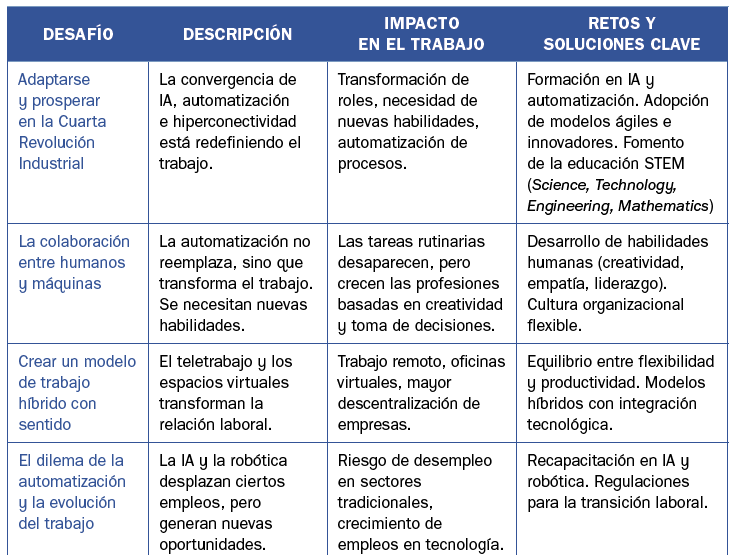 DESAFÍO
DESCRIPCIÓN
IMPACTO
EN EL TRABAJO
RETOS Y
SOLUCIONES CLAVE
Adaptarse
y prosperar
en la Cuarta
Revolución
Industrial
La convergencia de
IA, automatización
e hiperconectividad
está redefiniendo el
trabajo.
Transformación de
roles, necesidad de
nuevas habilidades,
automatización de
procesos.
Formación en IA y
automatización. Adopción
de modelos ágiles e
innovadores. Fomento
de la educación STEM
(Science, Technology,
Engineering, Mathematics)
La colaboración
entre humanos
y máquinas
La automatización no
reemplaza, sino que
transforma el trabajo.
Se necesitan nuevas
habilidades.
Las tareas rutinarias
desaparecen, pero
crecen las profesiones
basadas en creatividad
y toma de decisiones.
Desarrollo de habilidades
humanas (creatividad,
empatía, liderazgo).
Cultura organizacional
flexible.
Crear un modelo
de trabajo
híbrido con
sentido
El teletrabajo y los
espacios virtuales
transforman la
relación laboral.
Trabajo remoto, oficinas
virtuales, mayor
descentralización de
empresas.
Equilibrio entre flexibilidad
y productividad. Modelos
híbridos con integración
tecnológica.
El dilema de la
automatización
y la evolución
del trabajo
La IA y la robótica
desplazan ciertos
empleos, pero
generan nuevas
oportunidades.
Riesgo de desempleo
en sectores
tradicionales,
crecimiento de
empleos en tecnología.
Recapacitación en IA y
robótica. Regulaciones
para la transición laboral.